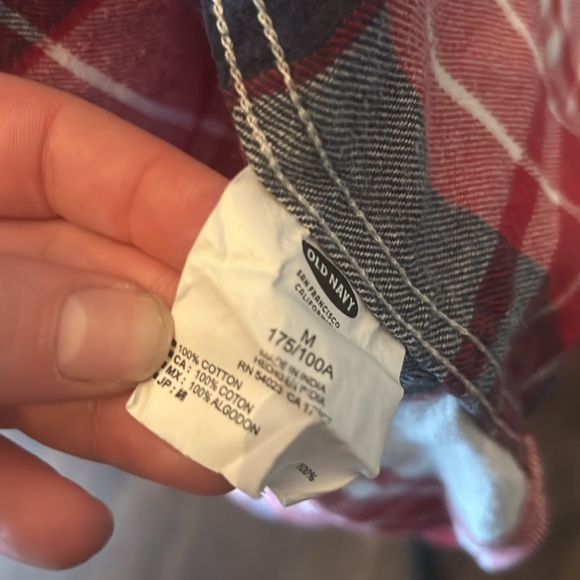 OLD NAVY
SAN FRANCISCO
CALIFORNIA
M
175/100A
MADE IN INDIA
RN 54023 CA
100% COTTON
CA: 100% COTON
MX: 100% ALGODON
JP: 綿
100%